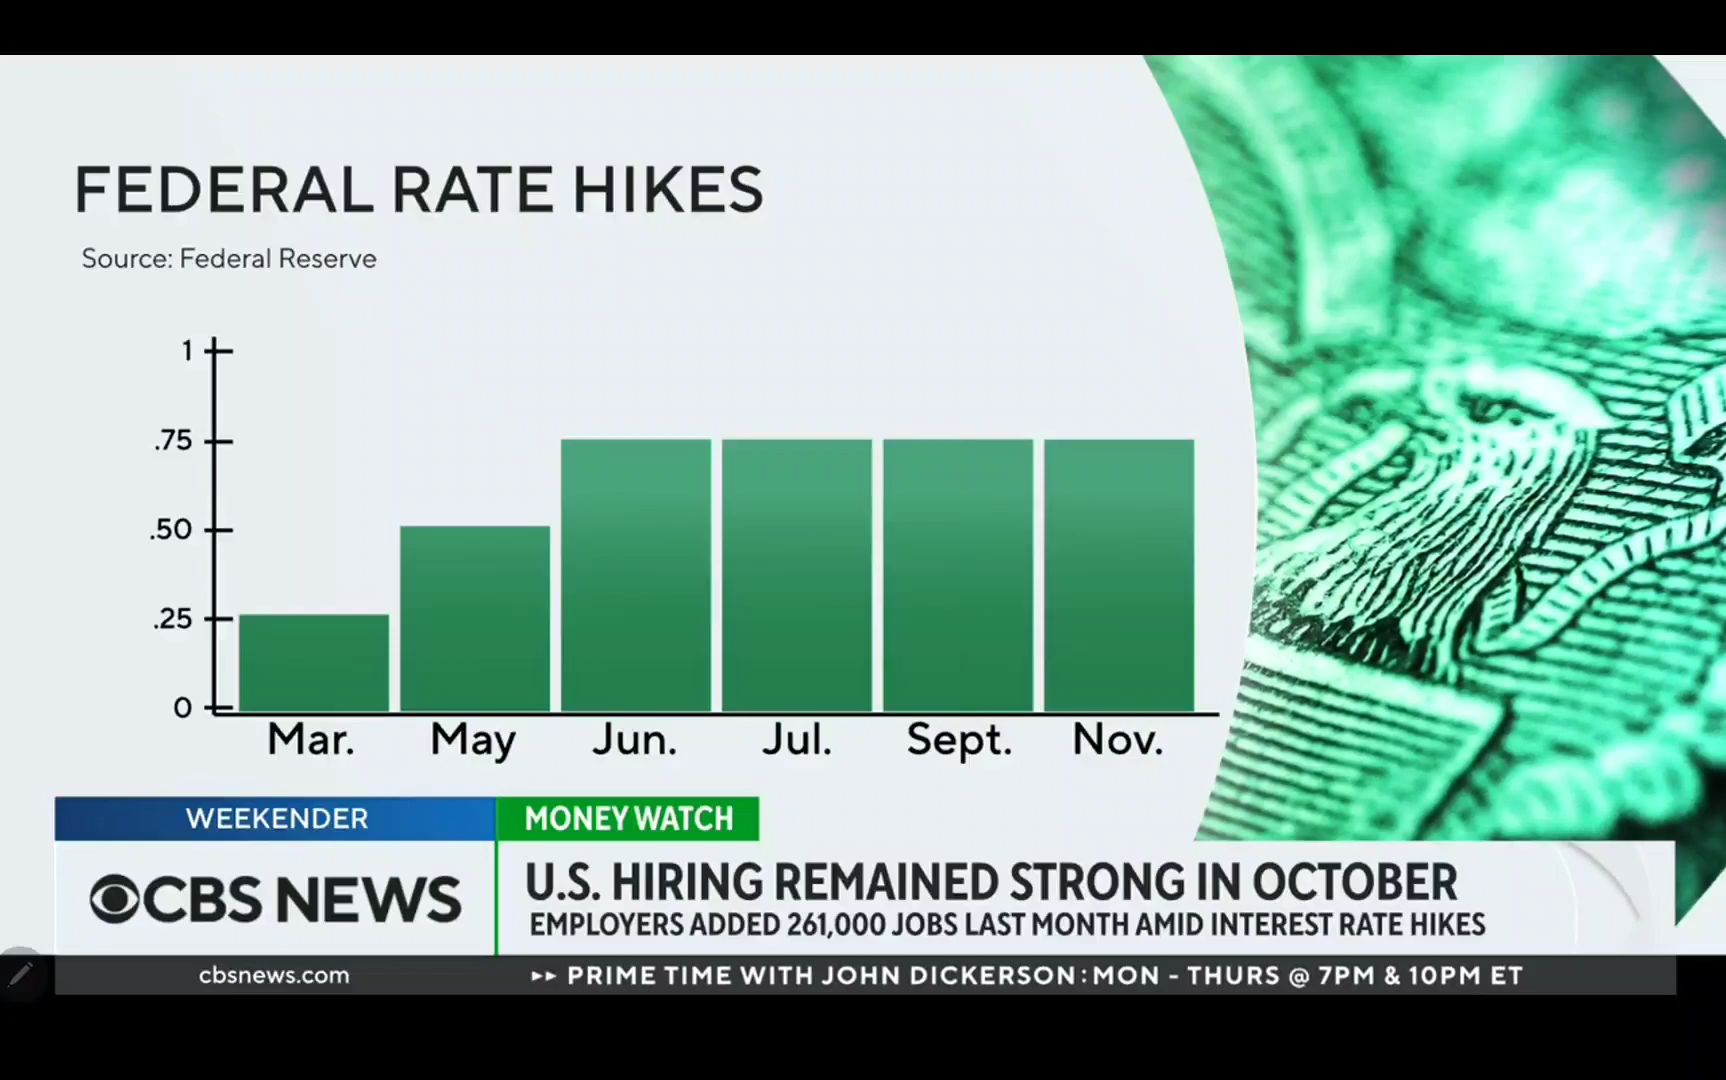 FEDERAL RATE HIKES
Source: Federal Reserve
1
.75
.50
.25
0
Mar. May Jun. Jul. Sept. Nov.
WEEKENDER MONEY WATCH
CBS NEWS
U.S. HIRING REMAINED STRONG IN OCTOBER
EMPLOYERS ADDED 261,000 JOBS LAST MONTH AMID INTEREST RATE HIKES
cbsnews.com
PRIME TIME WITH JOHN DICKERSON: MON - THURS @ 7PM & 10PM ET